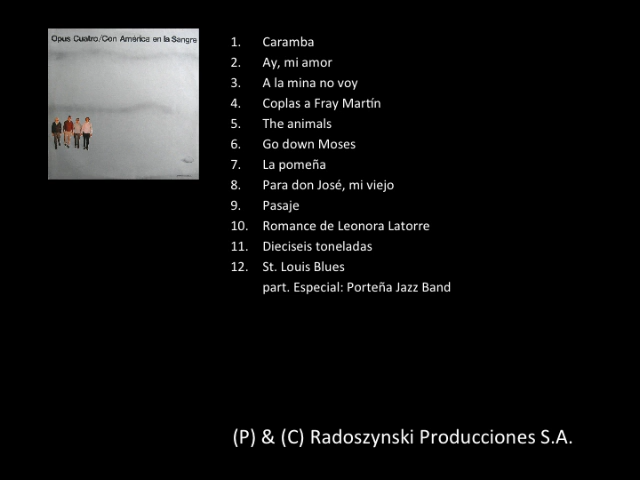 Opus Cuatro/Con América en la Sangre
1. Caramba
2. Ay, mi amor
3. A la mina no voy
4. Coplas a Fray Martín
5. The animals
6. Go down Moses
7. La pomeña
8. Para don José, mi viejo
9. Pasaje
10. Romance de Leonora Latorre
11. Dieciseis toneladas
12. St. Louis Blues
part. Especial: Porteña Jazz Band
(P) & (C) Radoszynski Producciones S.A.